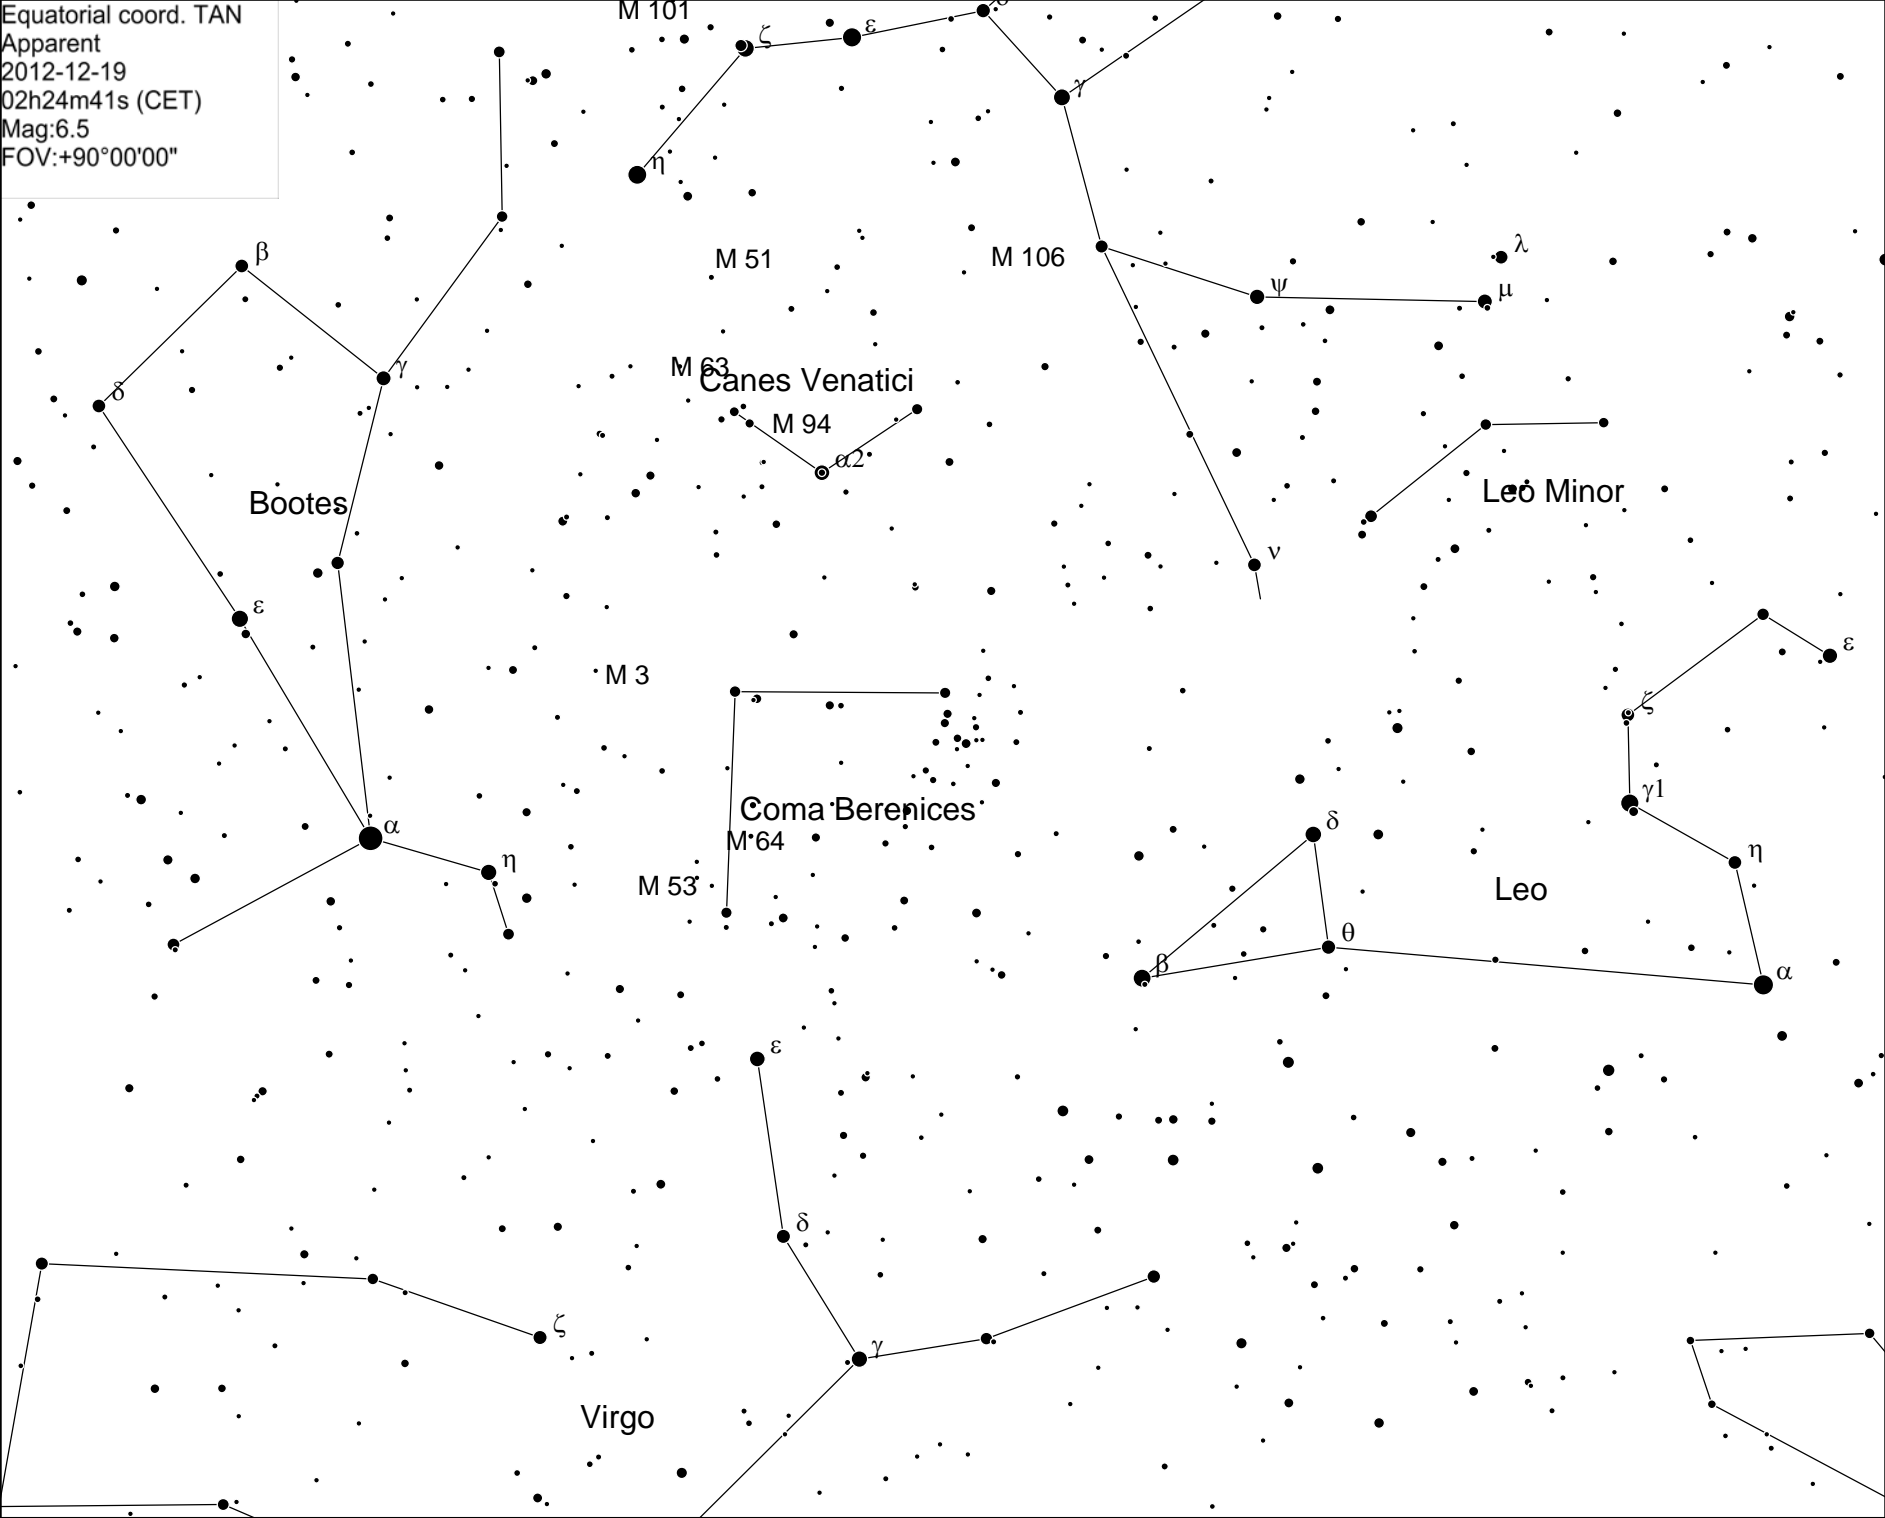 Equatorial coord. TAN
Apparent
2012-12-19
02h24m41s (CET)
Mag:6.5
FOV:+90°00'00"
M 101
ζ
ε
γ
η
β
M 51
M 106
λ
ψ
μ
δ
γ
M 63
Canes Venatici
M 94
α2
Bootes
Leo Minor
ν
ε
ε
M 3
ζ
γ1
Coma Berenices
α
δ
M 64
η
η
M 53
Leo
θ
β
α
ε
δ
ζ
γ
Virgo